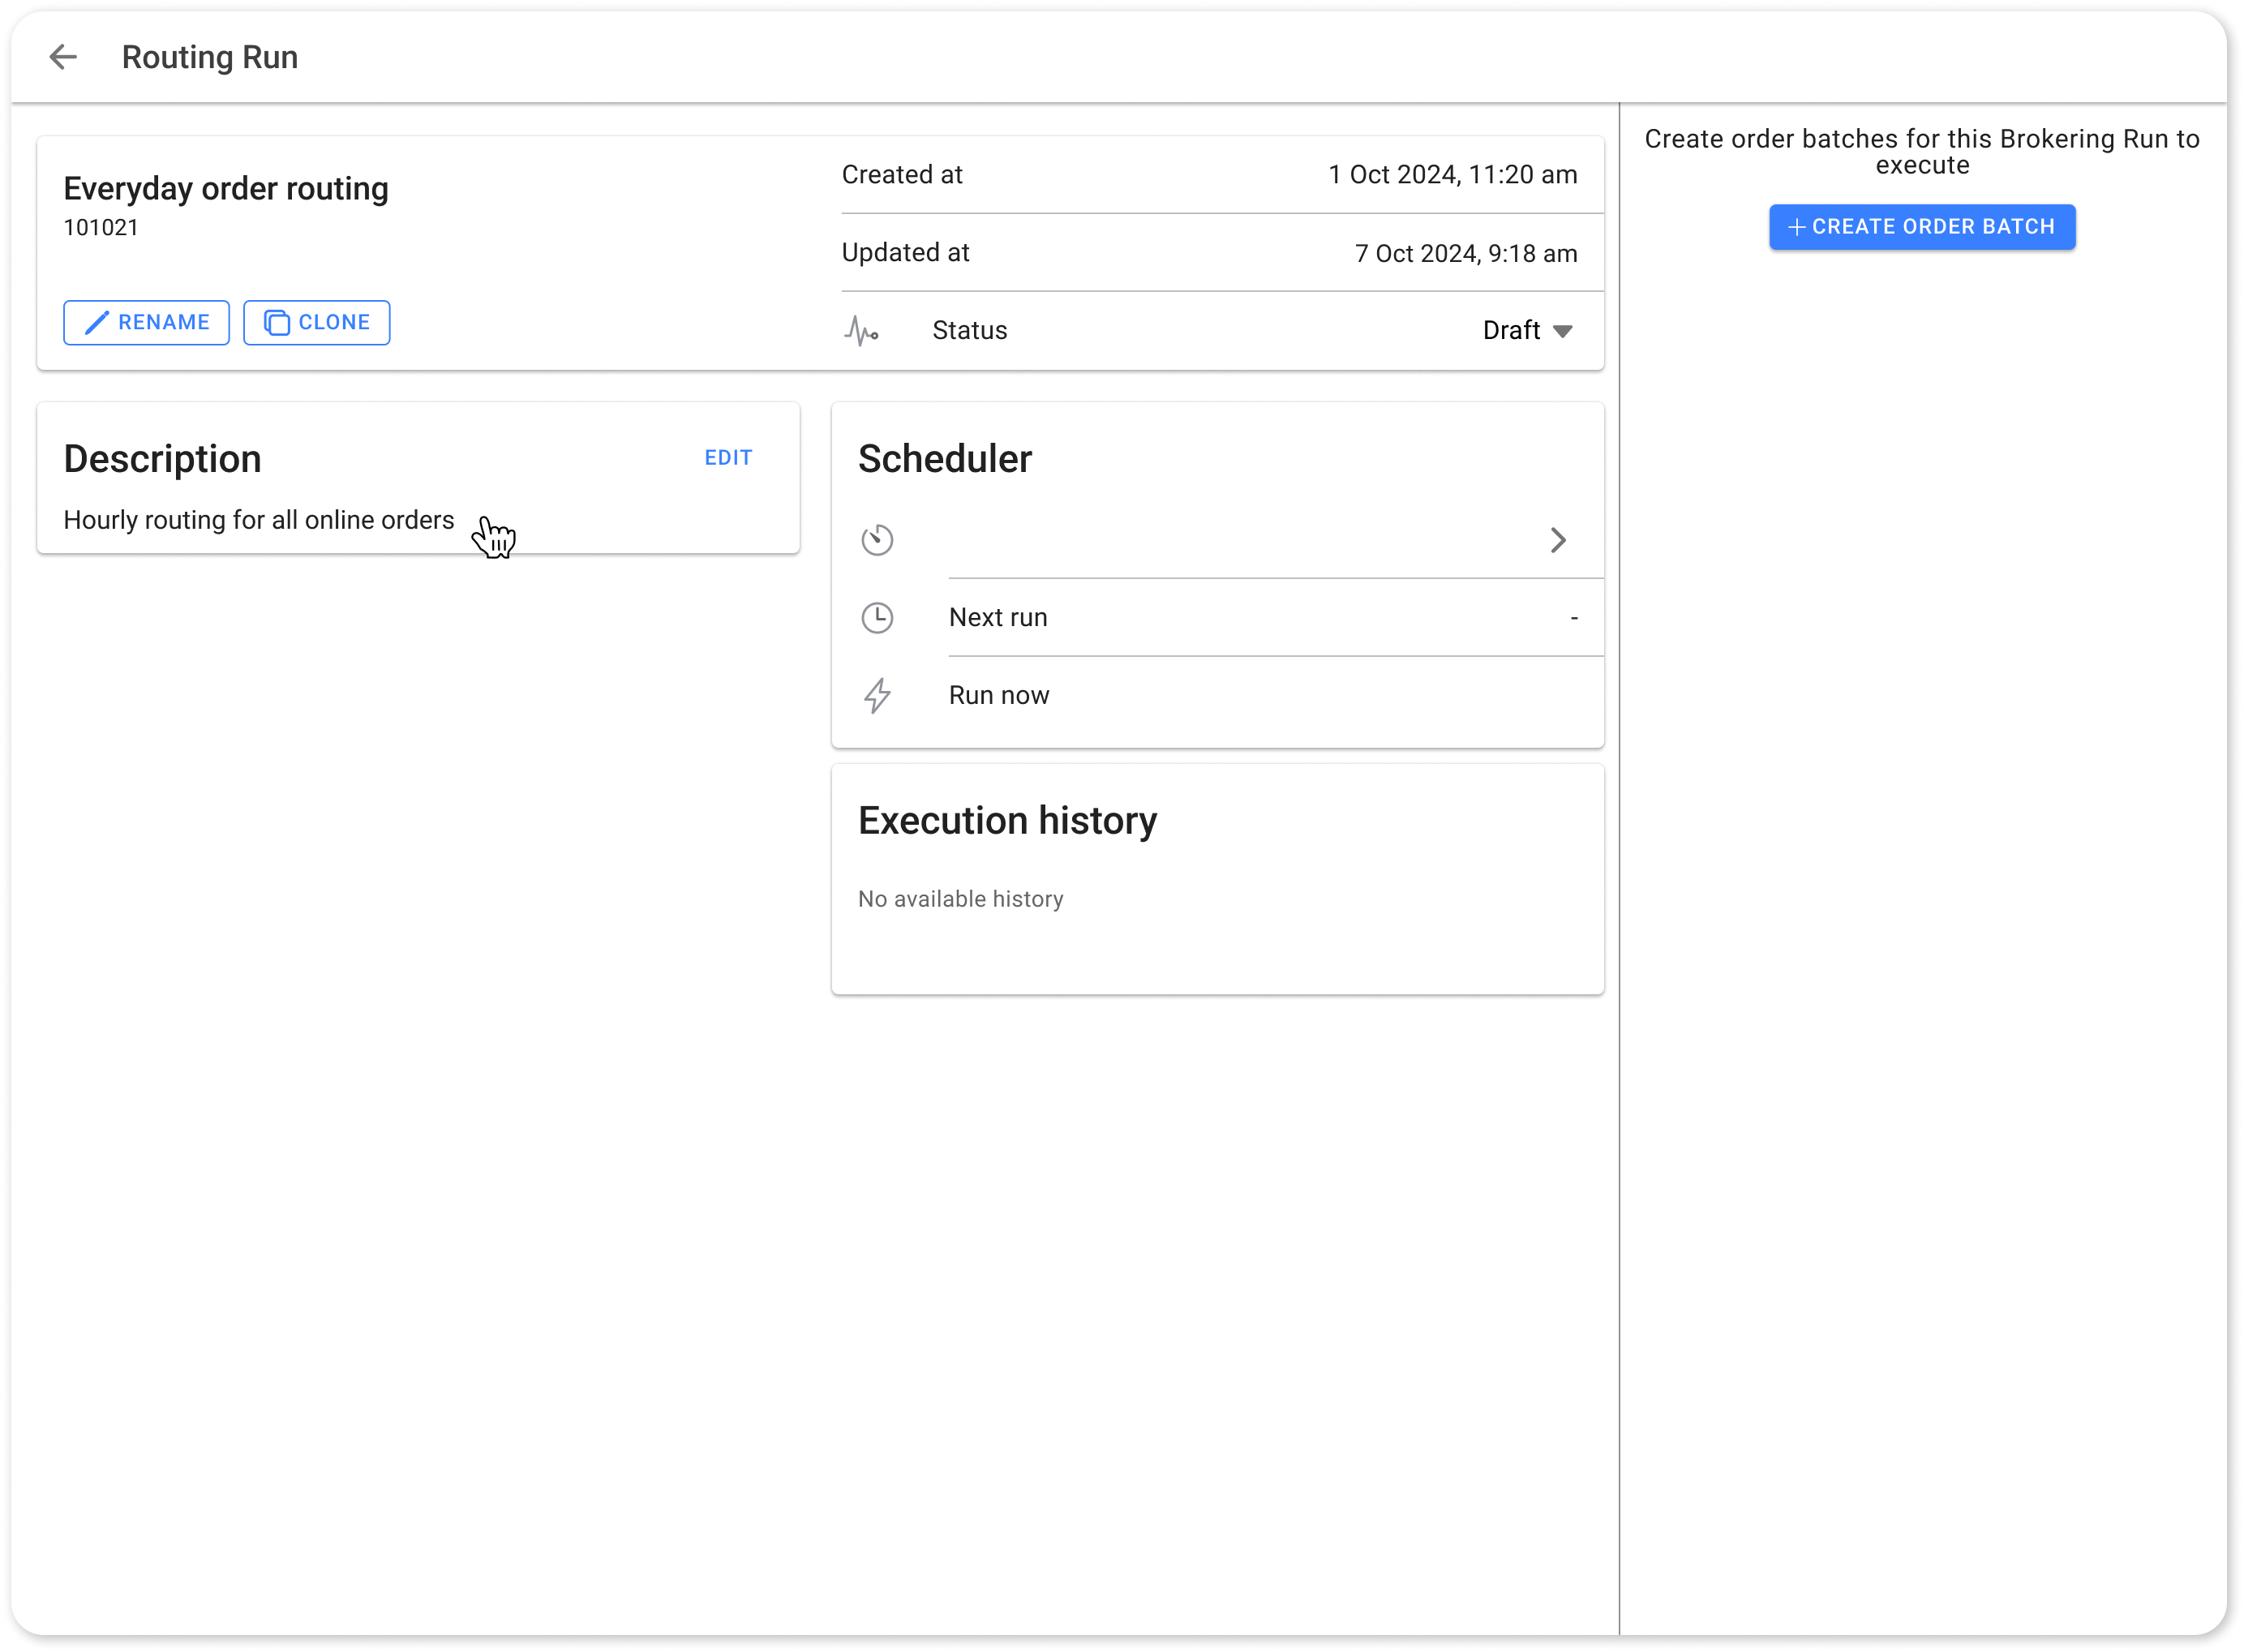 Routing Run
Everyday order routing
101021
RENAME
CLONE
Created at
1 Oct 2024, 11:20 am
Updated at
7 Oct 2024, 9:18 am
Status
Draft
Description
EDIT
Hourly routing for all online orders
Scheduler
Next run
-
Run now
Execution history
No available history
Create order batches for this Brokering Run to
execute
CREATE ORDER BATCH